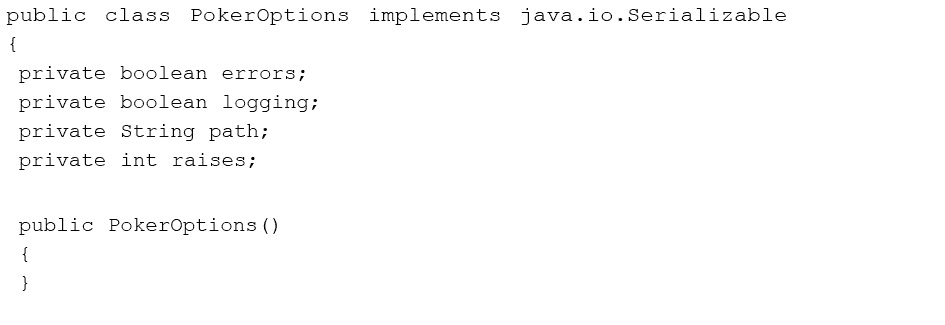 public class PokerOptions implements java.io.Serializable
{
private boolean errors;
private boolean logging;
private String path;
private int raises;
public PokerOptions()
{
}